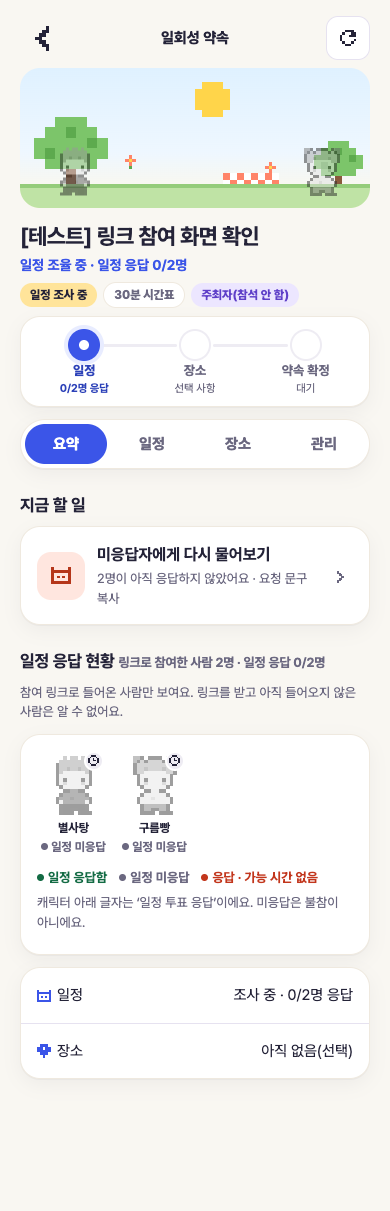 일회성 약속
[테스트] 링크 참여 화면 확인
일정 조율 중 · 일정 응답 0/2명
일정 조사 중 30분 시간표 주최자(참석 안 함)
일정 장소 약속 확정
0/2명 응답 선택 사항 대기
요약 일정 장소 관리
지금 할 일
미응답자에게 다시 물어보기
2명이 아직 응답하지 않았어요 · 요청 문구
복사
일정 응답 현황 링크로 참여한 사람 2명 · 일정 응답 0/2명
참여 링크로 들어온 사람만 보여요. 링크를 받고 아직 들어오지 않은
사람은 알 수 없어요.
별사탕 구름빵
일정 미응답 일정 미응답
일정 응답함 일정 미응답 응답 · 가능 시간 없음
캐릭터 아래 글자는 ‘일정 투표 응답’이에요. 미응답은 불참이
아니에요.
일정 조사 중 · 0/2명 응답
장소 아직 없음(선택)